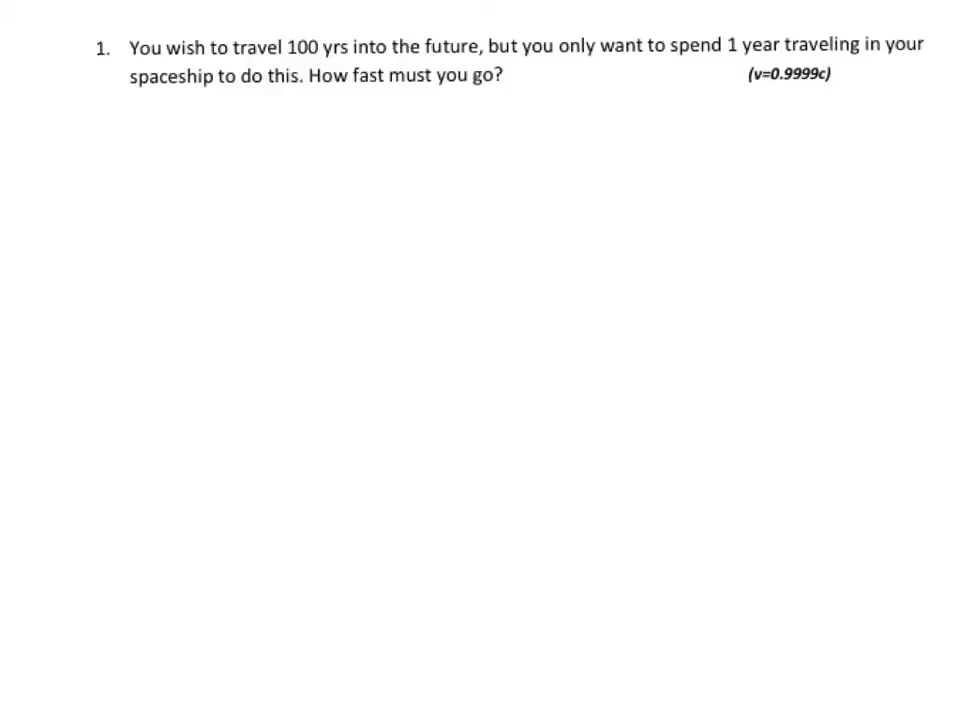 1. You wish to travel 100 yrs into the future, but you only want to spend 1 year traveling in your
spaceship to do this. How fast must you go? (v=0.9999c)